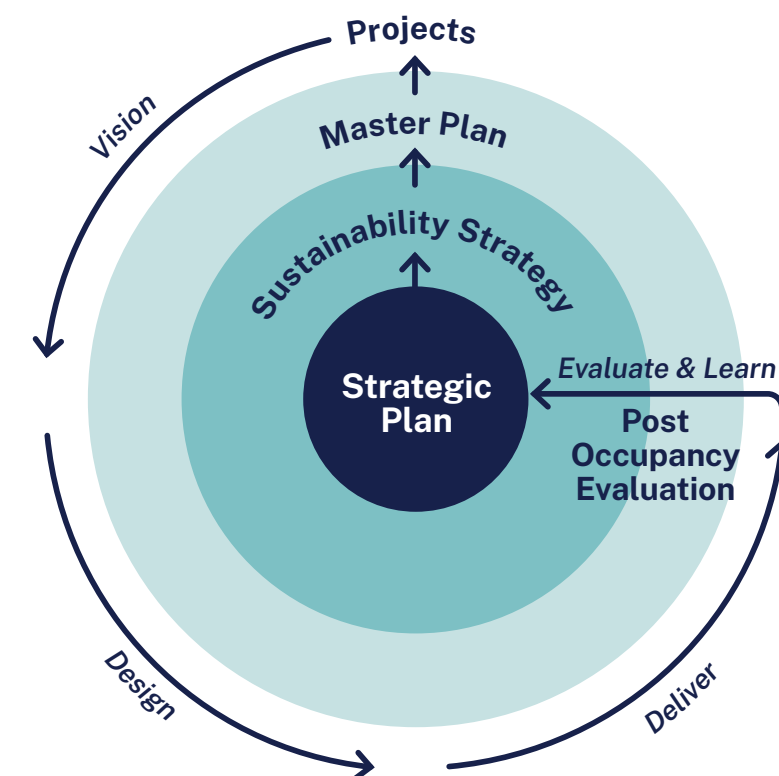 Projects
Vision
Master Plan
Sustainability Strategy
Strategic
Plan
Evaluate & Learn
Post
Occupancy
Evaluation
Design
Deliver